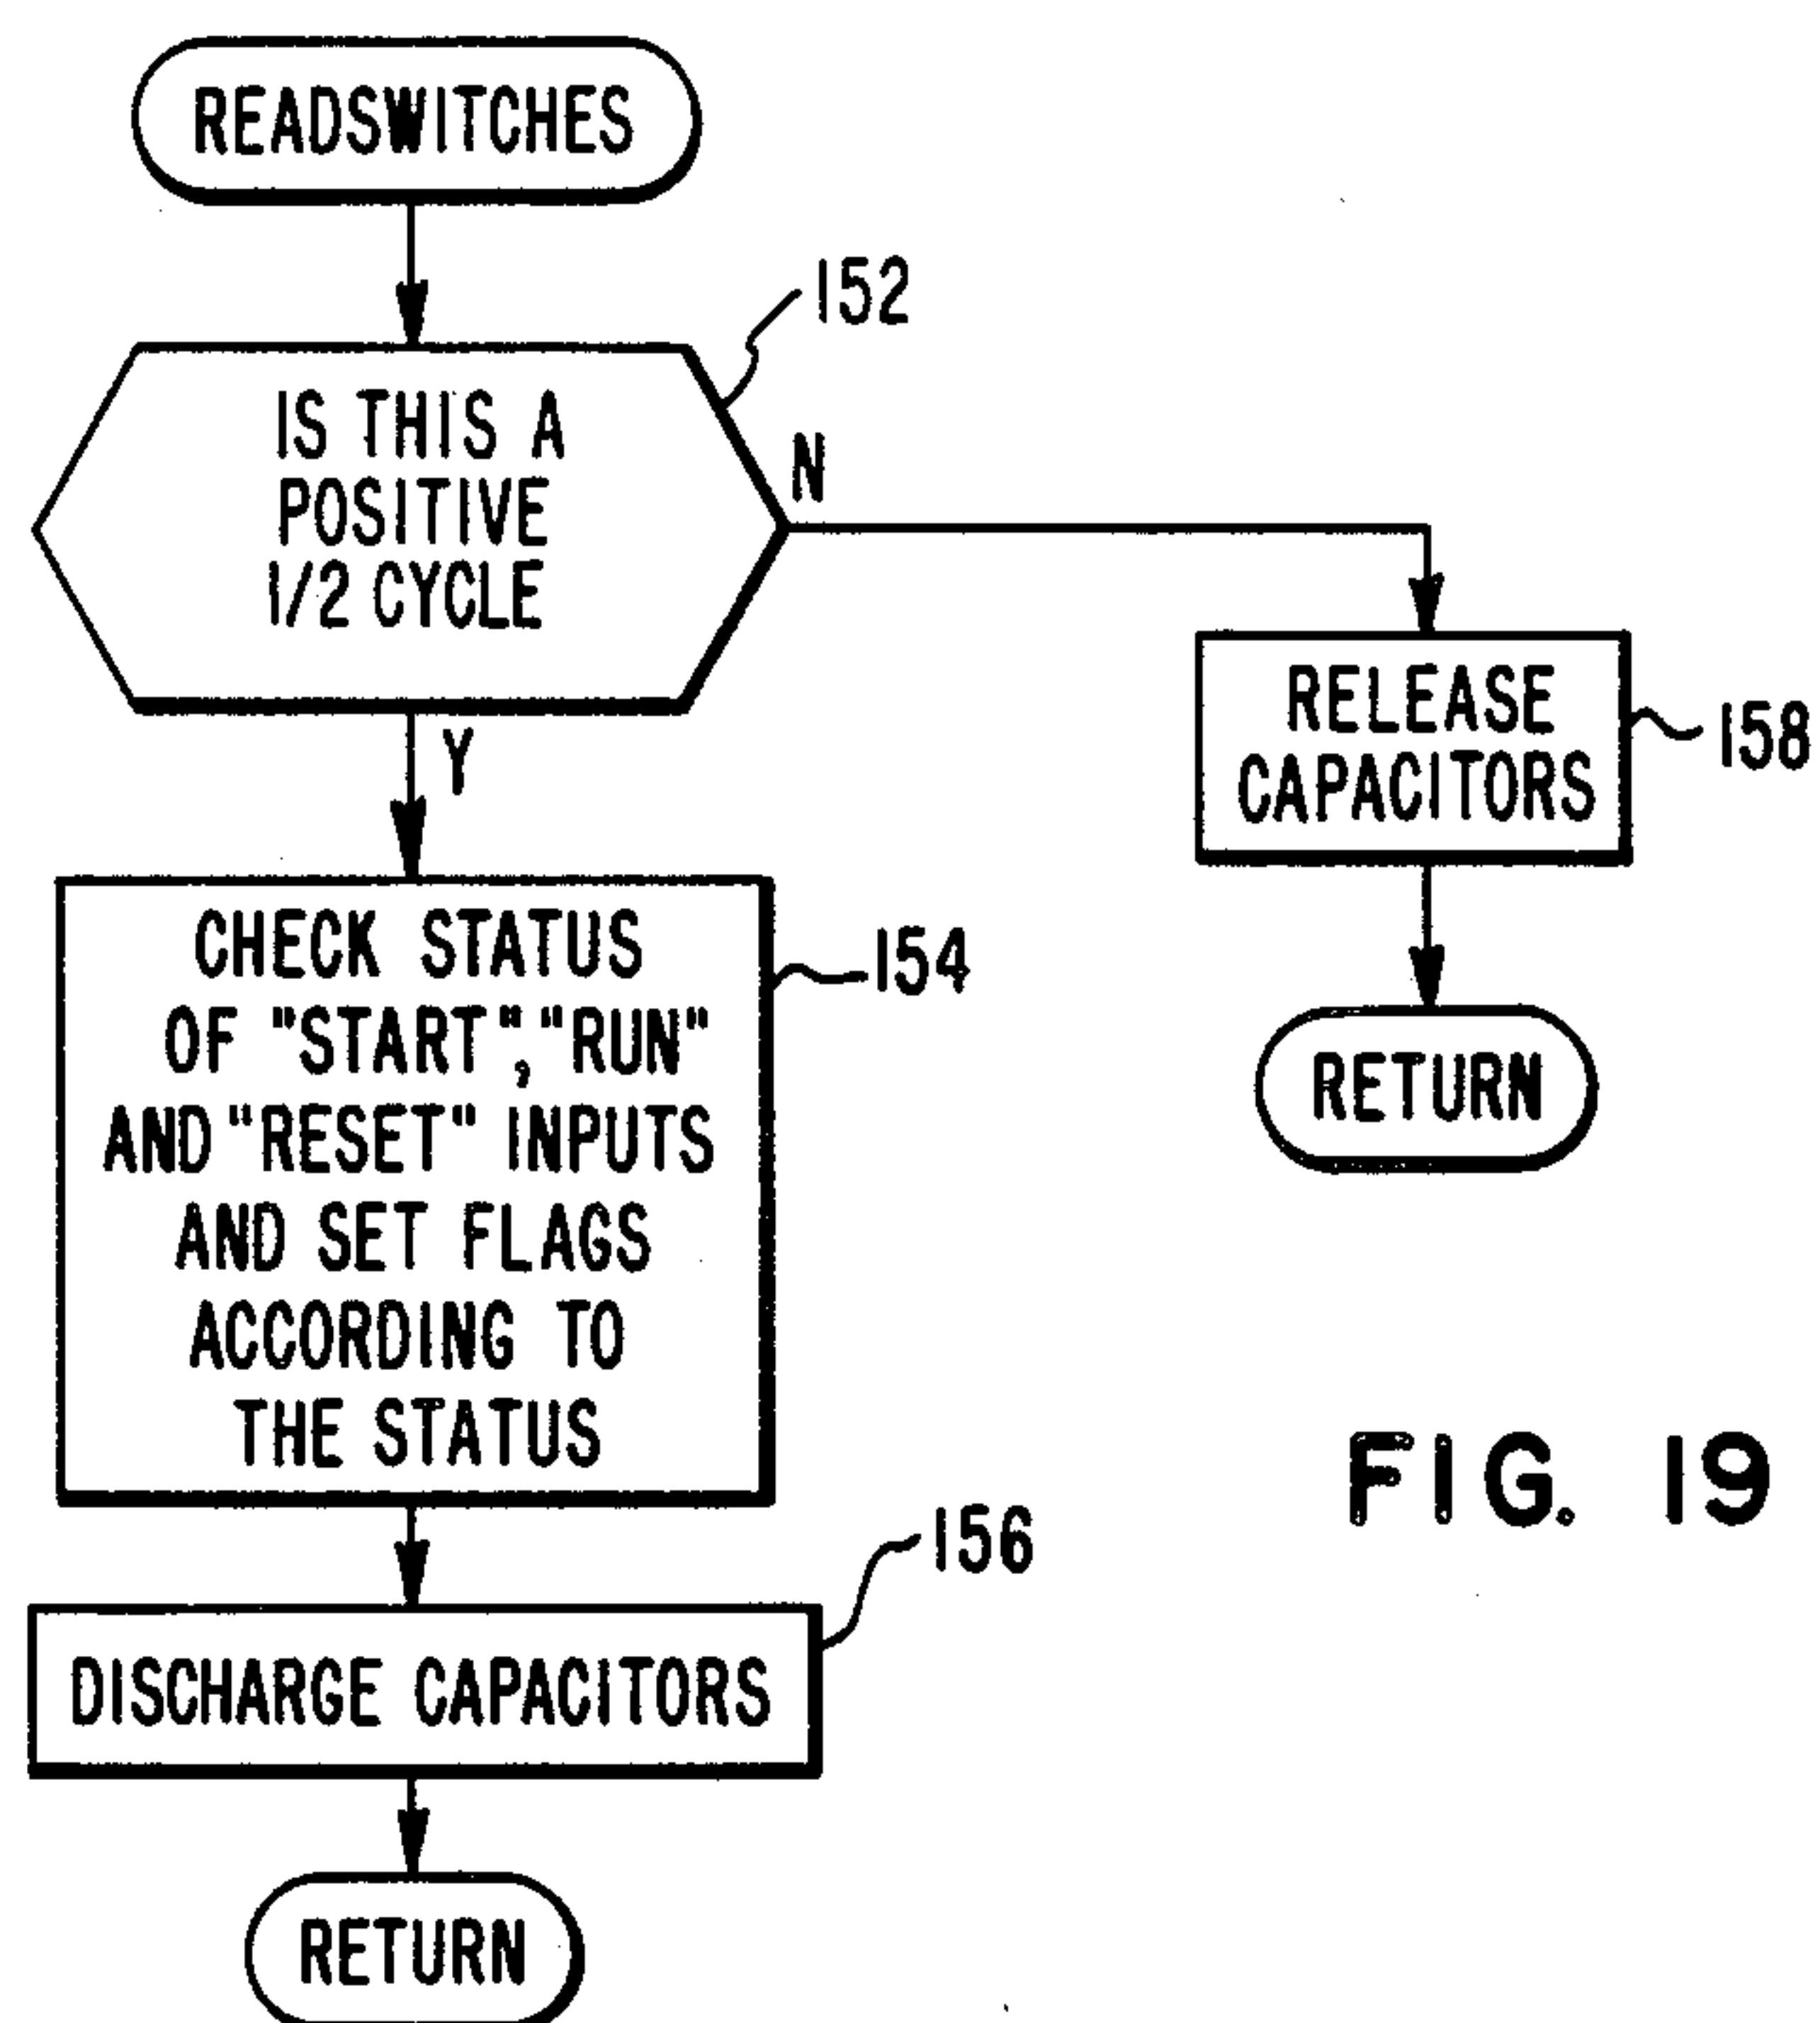 READSWITCHES
152
IS THIS A
POSITIVE
1/2 CYCLE
N
Y
RELEASE
CAPACITORS
158
RETURN
CHECK STATUS
OF "START", "RUN"
AND "RESET" INPUTS
AND SET FLAGS
ACCORDING TO
THE STATUS
154
156
DISCHARGE CAPACITORS
RETURN
FIG. 19